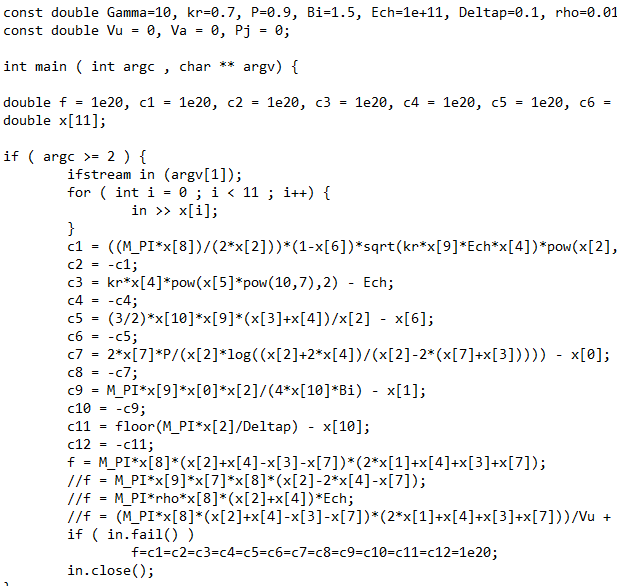 const double Gamma=10, kr=0.7, P=0.9, Bi=1.5, Ech=1e+11, Deltap=0.1, rho=0.01
const double Vu = 0, Va = 0, Pj = 0;
int main ( int argc , char ** argv) {
double f = 1e20, c1 = 1e20, c2 = 1e20, c3 = 1e20, c4 = 1e20, c5 = 1e20, c6 =
double x[11];
if ( argc >= 2 ) {
ifstream in (argv[1]);
for ( int i = 0 ; i < 11 ; i++) {
in >> x[i];
}
c1 = ((M_PI*x[8])/(2*x[2]))*(1-x[6])*sqrt(kr*x[9]*Ech*x[4])*pow(x[2],
c2 = -c1;
c3 = kr*x[4]*pow(x[5]*pow(10,7),2) - Ech;
c4 = -c4;
c5 = (3/2)*x[10]*x[9]*(x[3]+x[4])/x[2] - x[6];
c6 = -c5;
c7 = 2*x[7]*P/(x[2]*log((x[2]+2*x[4])/(x[2]-2*(x[7]+x[3])))) - x[0];
c8 = -c7;
c9 = M_PI*x[9]*x[0]*x[2]/(4*x[10]*Bi) - x[1];
c10 = -c9;
c11 = floor(M_PI*x[2]/Deltap) - x[10];
c12 = -c11;
f = M_PI*x[8]*(x[2]+x[4]-x[3]-x[7])*(2*x[1]+x[4]+x[3]+x[7]);
//f = M_PI*x[9]*x[7]*x[8]*(x[2]-2*x[4]-x[7]);
//f = M_PI*rho*x[8]*(x[2]+x[4])*Ech;
//f = (M_PI*x[8]*(x[2]+x[4]-x[3]-x[7])*(2*x[1]+x[4]+x[3]+x[7]))/Vu +
if ( in.fail() )
f=c1=c2=c3=c4=c5=c6=c7=c8=c9=c10=c11=c12=1e20;
in.close();